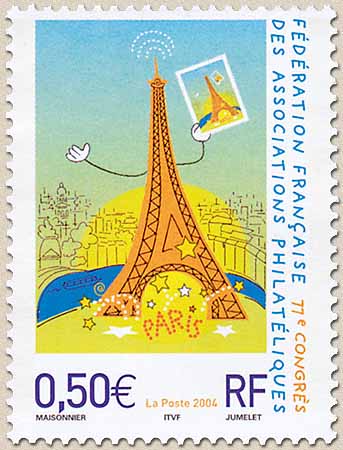 FÉDÉRATION FRANÇAISE 77e CONGRÈS
DES ASSOCIATIONS PHILATÉLIQUES
PARIS
0,50€
La Poste 2004
RF
MAISONNIER
ITVF
JUMELET